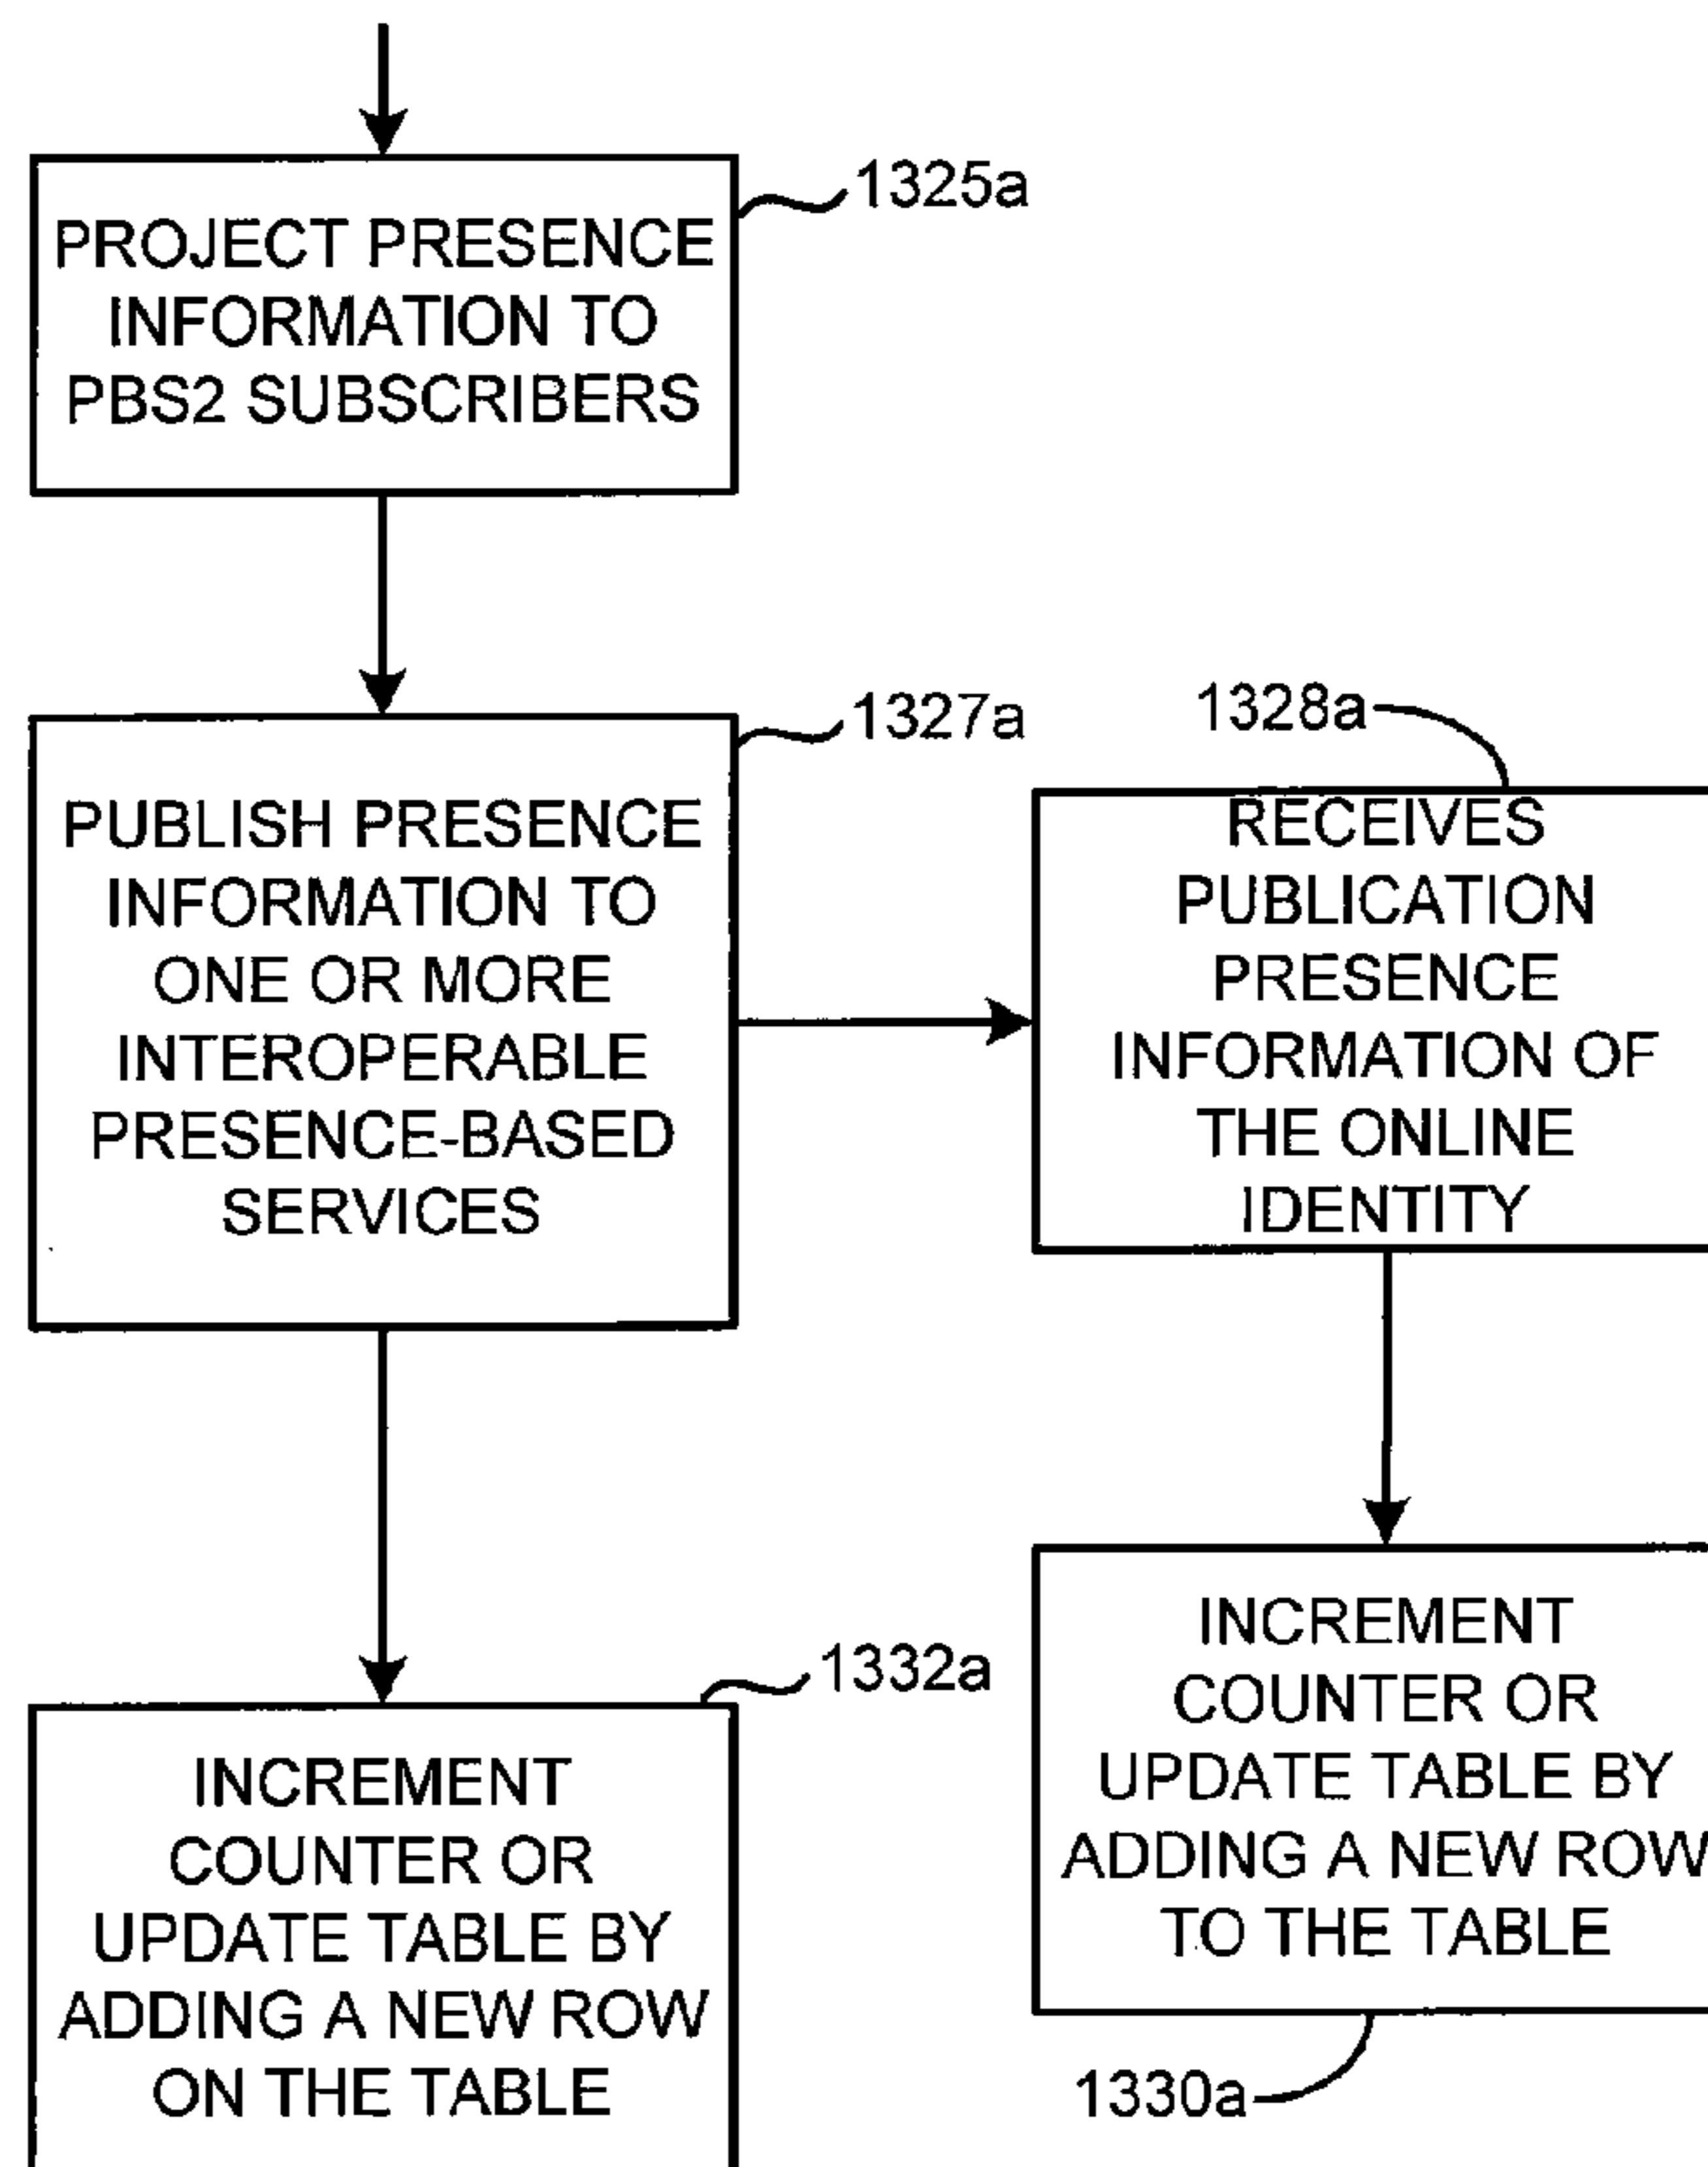 1325a
PROJECT PRESENCE
INFORMATION TO
PBS2 SUBSCRIBERS
1327a
PUBLISH PRESENCE
INFORMATION TO
ONE OR MORE
INTEROPERABLE
PRESENCE-BASED
SERVICES
1328a
RECEIVES
PUBLICATION
PRESENCE
INFORMATION OF
THE ONLINE
IDENTITY
1332a
INCREMENT
COUNTER OR
UPDATE TABLE BY
ADDING A NEW ROW
ON THE TABLE
INCREMENT
COUNTER OR
UPDATE TABLE BY
ADDING A NEW ROW
TO THE TABLE
1330a